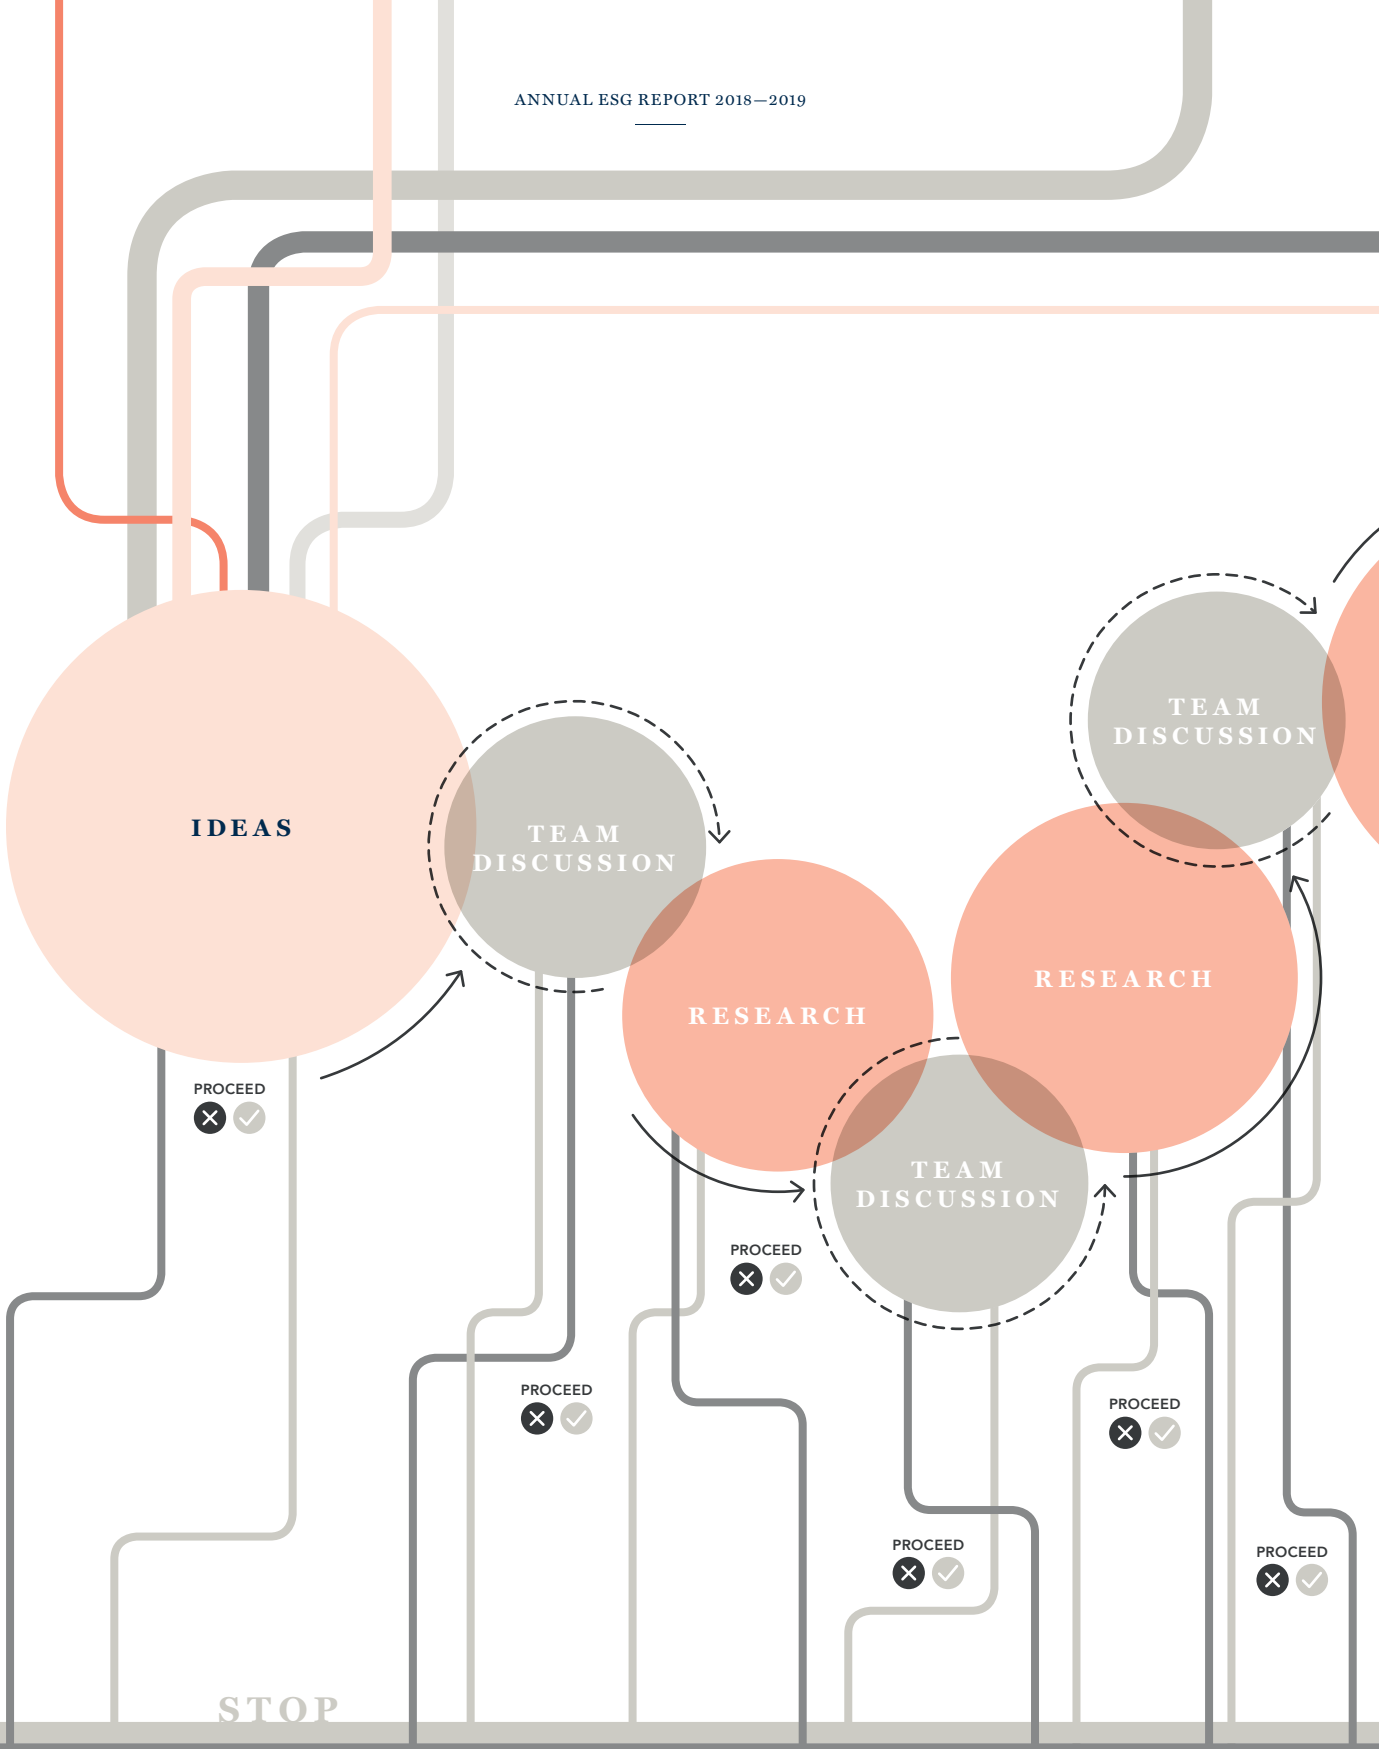 ANNUAL ESG REPORT 2018—2019
IDEAS
TEAM
DISCUSSION
RESEARCH
TEAM
DISCUSSION
RESEARCH
TEAM
DISCUSSION
PROCEED
PROCEED
PROCEED
PROCEED
PROCEED
PROCEED
STOP